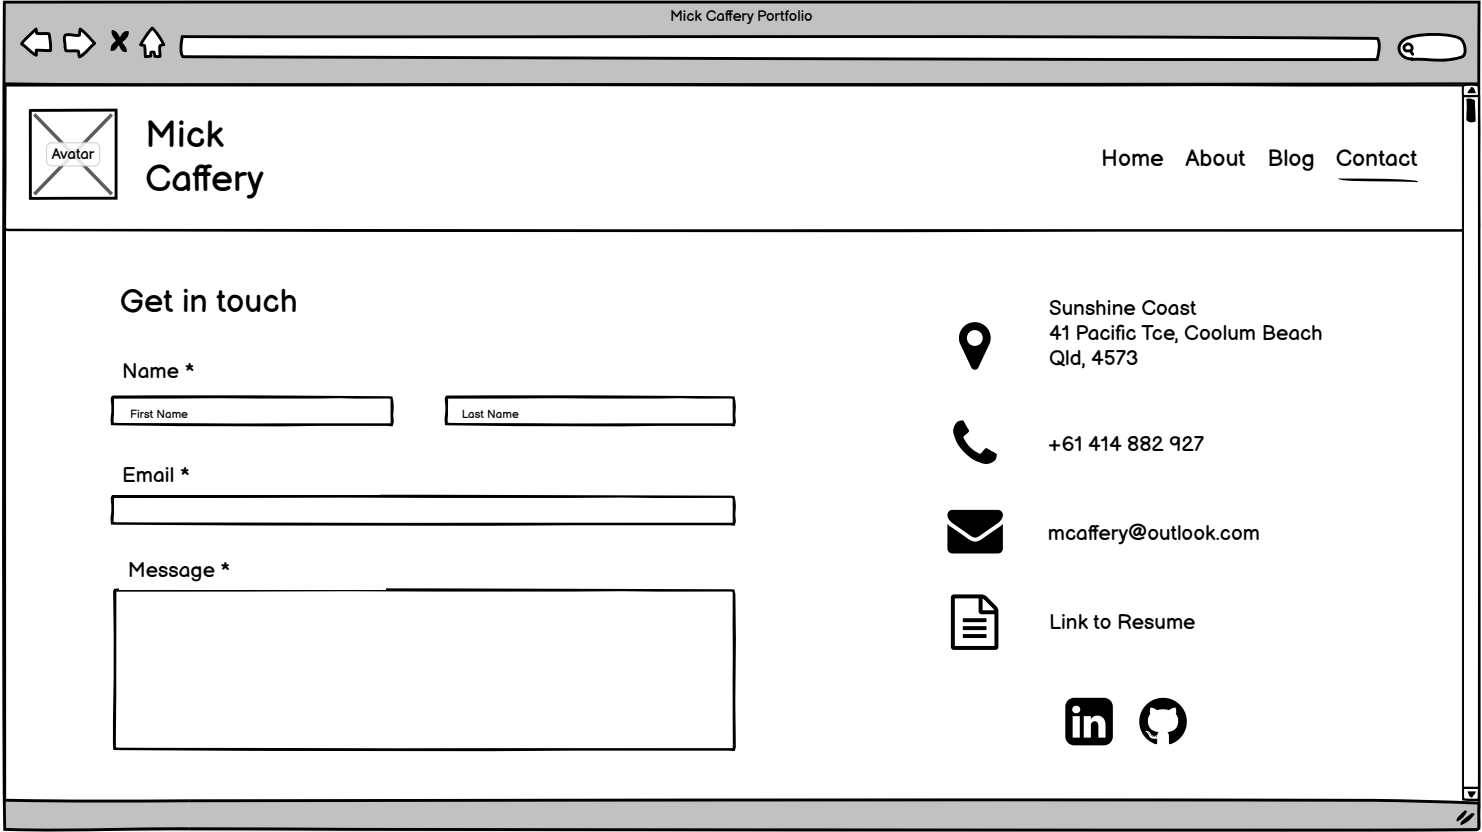 Mick Caffery Portfolio
Avatar
Mick
Caffery
Home About Blog Contact
Get in touch
Name *
First Name
Last Name
Email *
Message *
Sunshine Coast
41 Pacific Tce, Coolum Beach
Qld, 4573
+61 414 882 927
mcaffery@outlook.com
Link to Resume
in